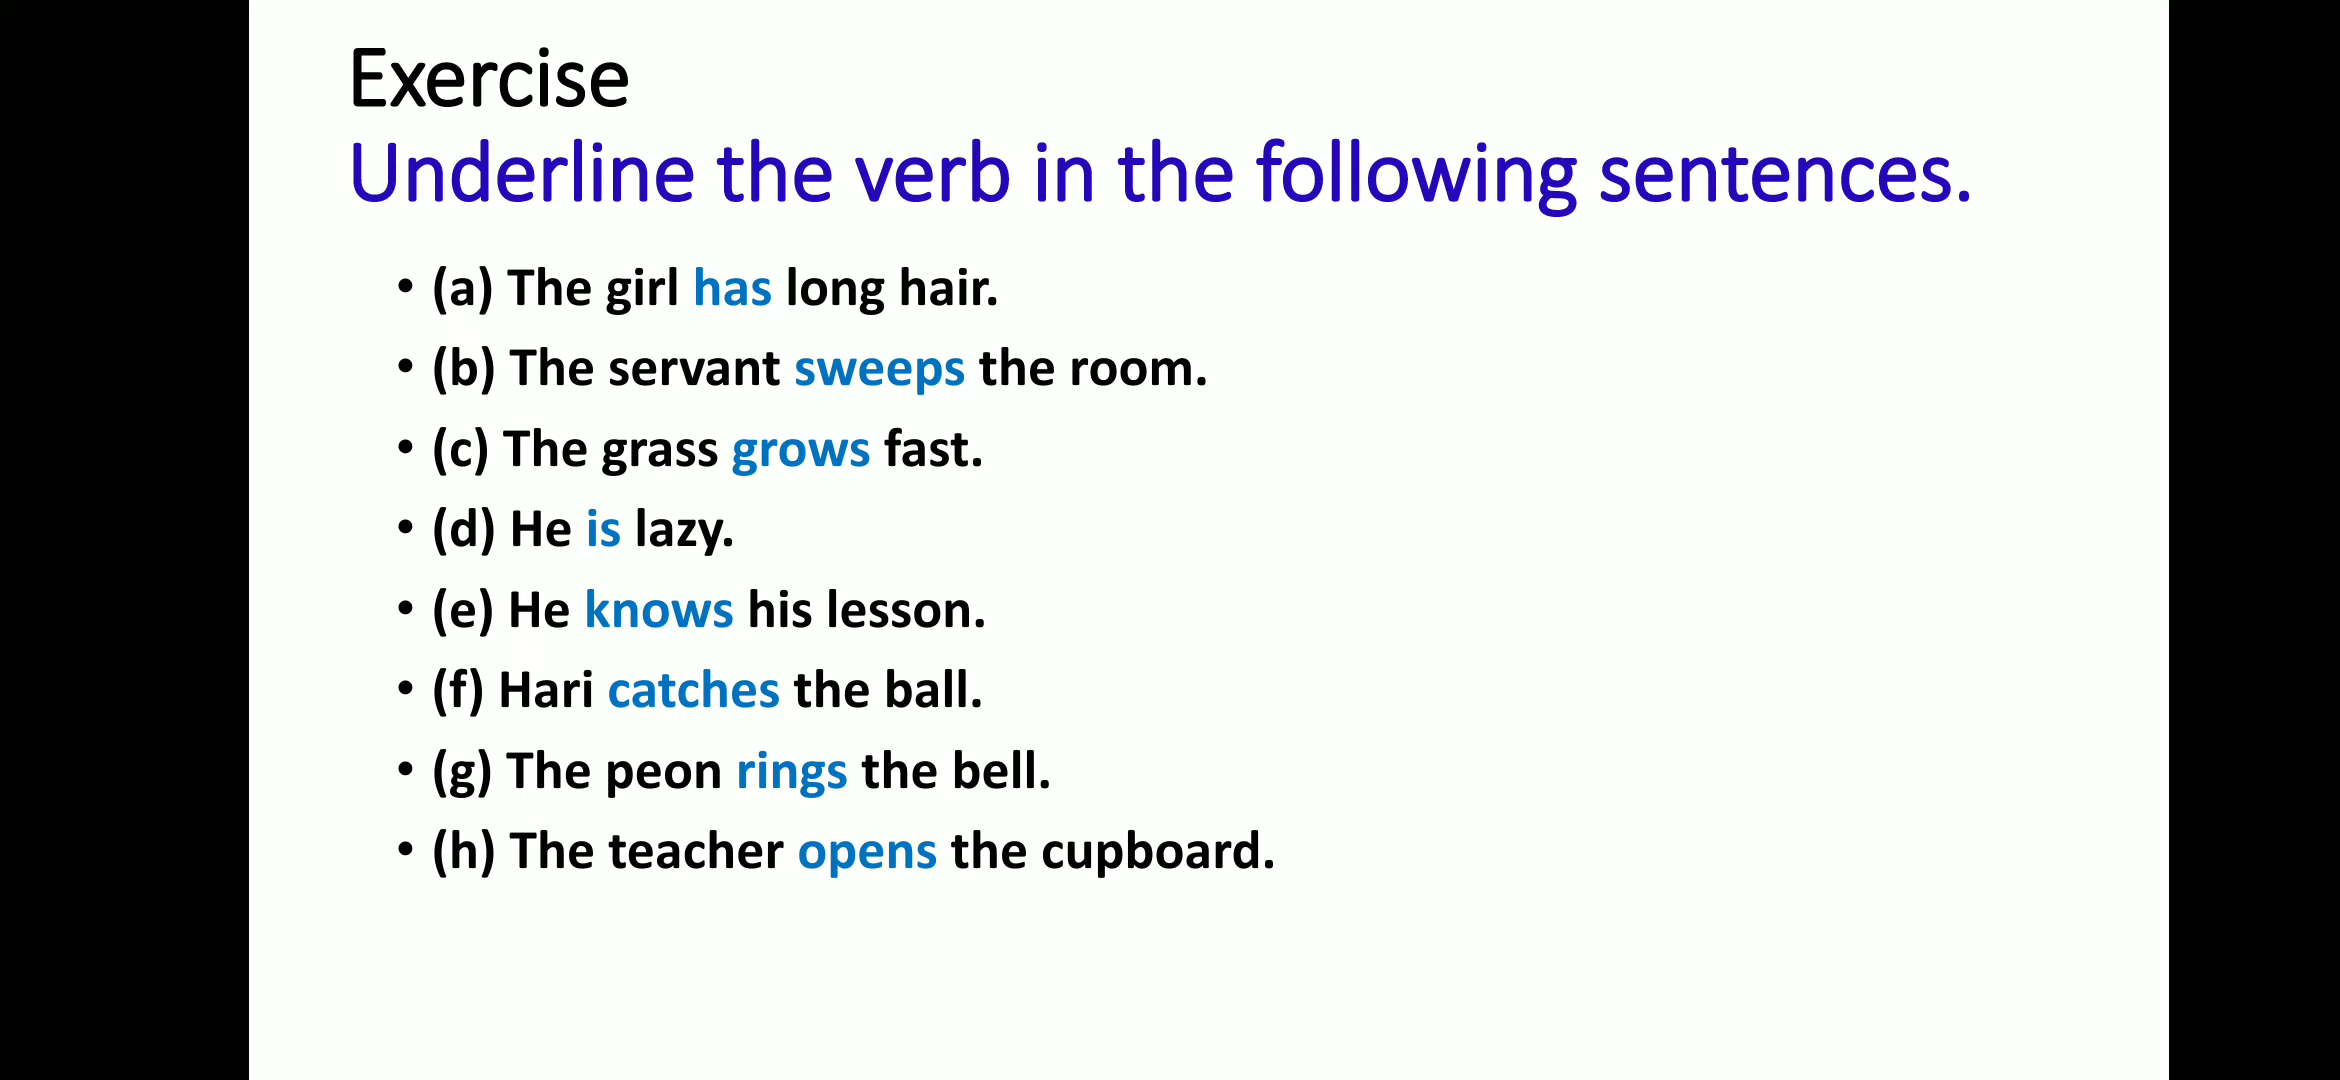 Exercise
Underline the verb in the following sentences.
• (a) The girl has long hair.
• (b) The servant sweeps the room.
• (c) The grass grows fast.
• (d) He is lazy.
• (e) He knows his lesson.
• (f) Hari catches the ball.
• (g) The peon rings the bell.
• (h) The teacher opens the cupboard.